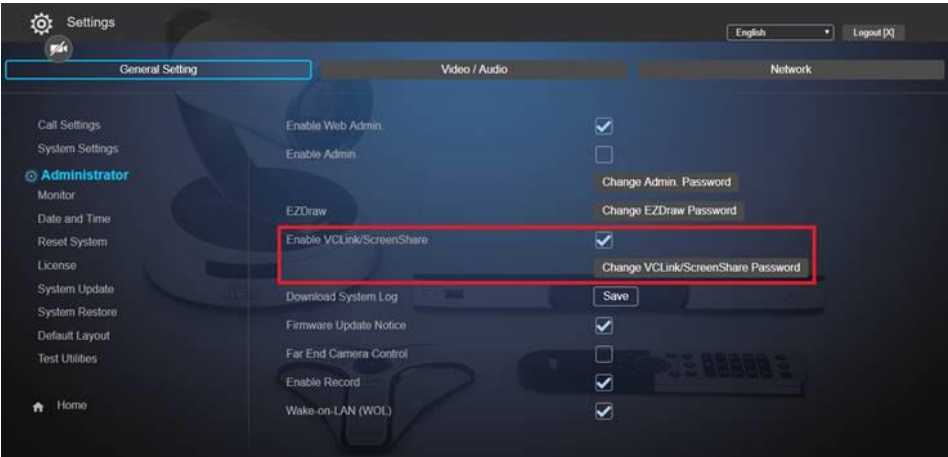 Settings
English
Logout [X]
General Setting
Video / Audio
Network
Call Settings
System Settings
Administrator
Monitor
Date and Time
Reset System
License
System Update
System Restore
Default Layout
Test Utilities
Home
Enable Web Admin.
Enable Admin.
Change Admin. Password
EZDraw
Change EZDraw Password
Enable VCLink/ScreenShare
Change VCLink/ScreenShare Password
Download System Log
Save
Firmware Update Notice
Far End Camera Control
Enable Record
Wake-on-LAN (WOL)